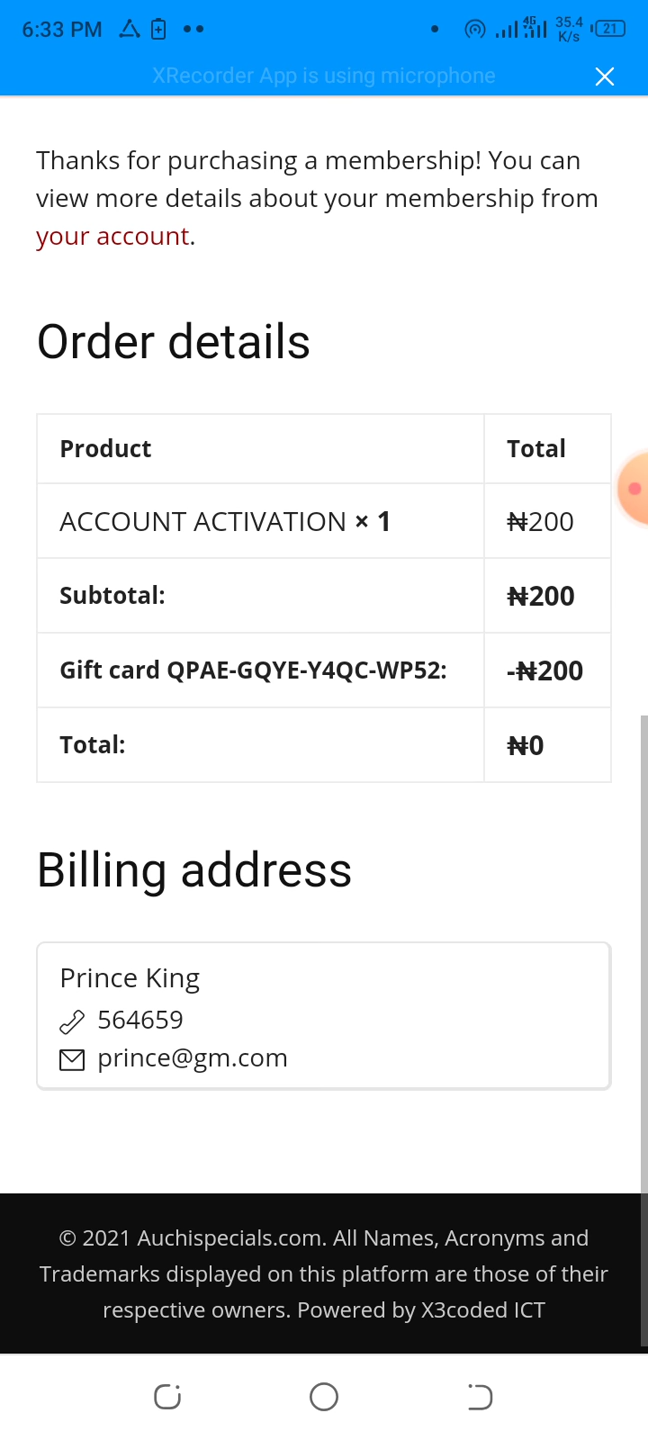 6:33 PM
4G
35.4
K/s
21
XRecorder App is using microphone
Thanks for purchasing a membership! You can
view more details about your membership from
your account.
Order details
Product Total
ACCOUNT ACTIVATION × 1 ₦200
Subtotal: ₦200
Gift card QPAE-GQYE-Y4QC-WP52: -₦200
Total: ₦0
Billing address
Prince King
564659
prince@gm.com
© 2021 Auchispecials.com. All Names, Acronyms and
Trademarks displayed on this platform are those of their
respective owners. Powered by X3coded ICT